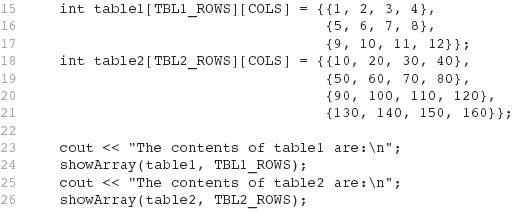 15 int table1[TBL1_ROWS][COLS] = {{1, 2, 3, 4},
16 {5, 6, 7, 8},
17 {9, 10, 11, 12}};
18 int table2[TBL2_ROWS][COLS] = {{10, 20, 30, 40},
19 {50, 60, 70, 80},
20 {90, 100, 110, 120},
21 {130, 140, 150, 160}};
22
23 cout << "The contents of table1 are:\n";
24 showArray(table1, TBL1_ROWS);
25 cout << "The contents of table2 are:\n";
26 showArray(table2, TBL2_ROWS);